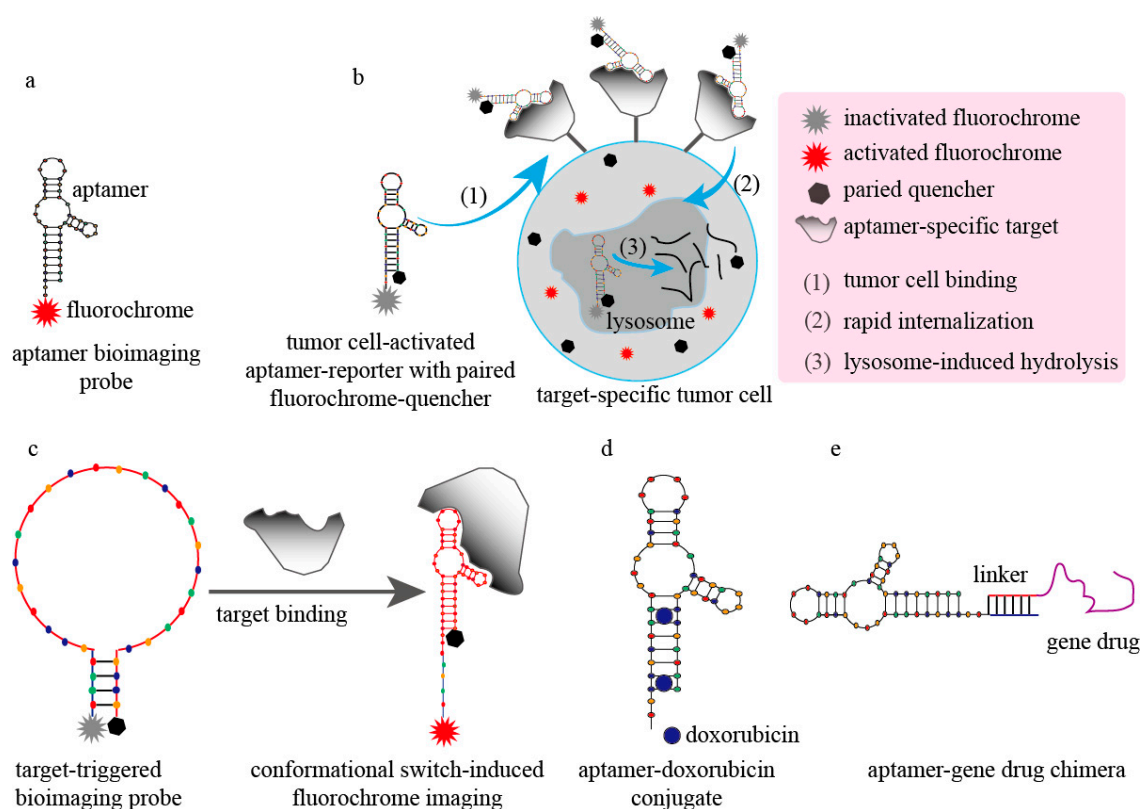 a
aptamer
fluorochrome
aptamer bioimaging
probe
b
(1)
(2)
(3)
lysosome
tumor cell-activated
aptamer-reporter with paired
fluorochrome-quencher
target-specific tumor cell
inactivated fluorochrome
activated fluorochrome
paried quencher
aptamer-specific target
(1) tumor cell binding
(2) rapid internalization
(3) lysosome-induced hydrolysis
c
target binding
target-triggered
bioimaging probe
conformational switch-induced
fluorochrome imaging
d
doxorubicin
aptamer-doxorubicin
conjugate
e
linker
gene drug
aptamer-gene drug chimera